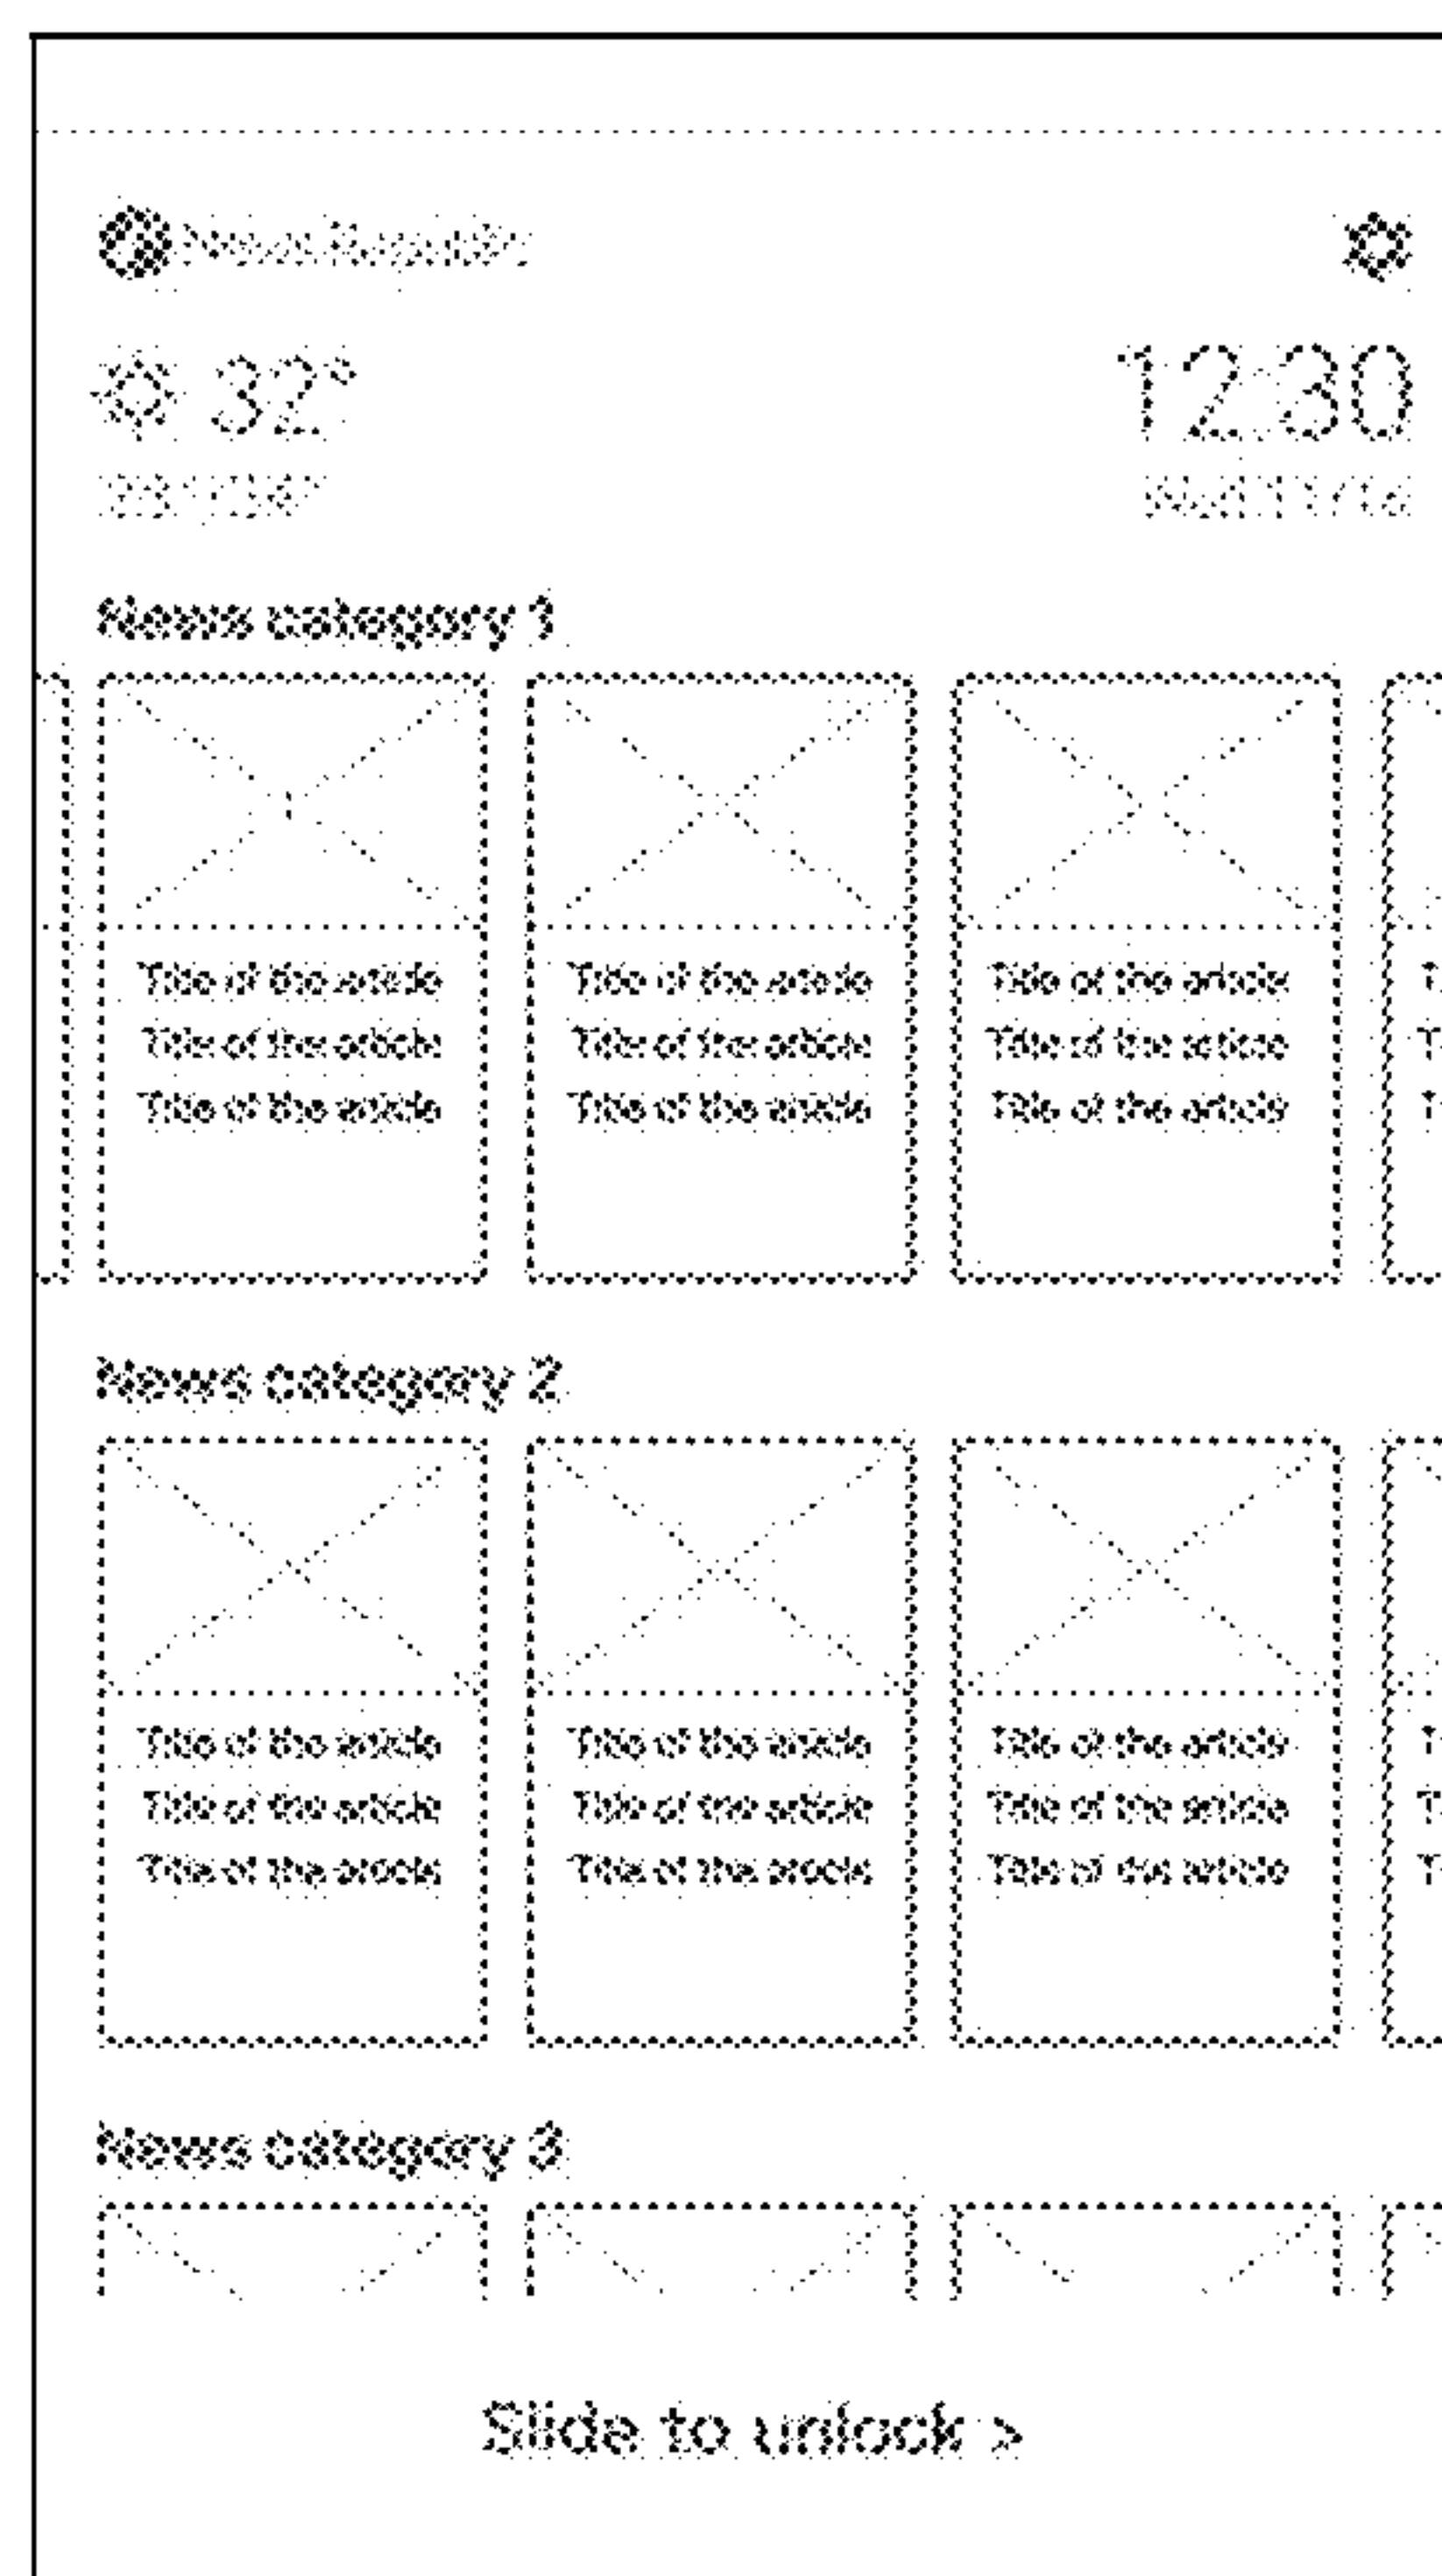 News
32°
12:30
News category 1
Title of the article Title of the article Title of the article
Title of the article Title of the article Title of the article
Title of the article Title of the article Title of the article
News category 2
Title of the article Title of the article Title of the article
Title of the article Title of the article Title of the article
Title of the article Title of the article Title of the article
News category 3
Slide to unlock >